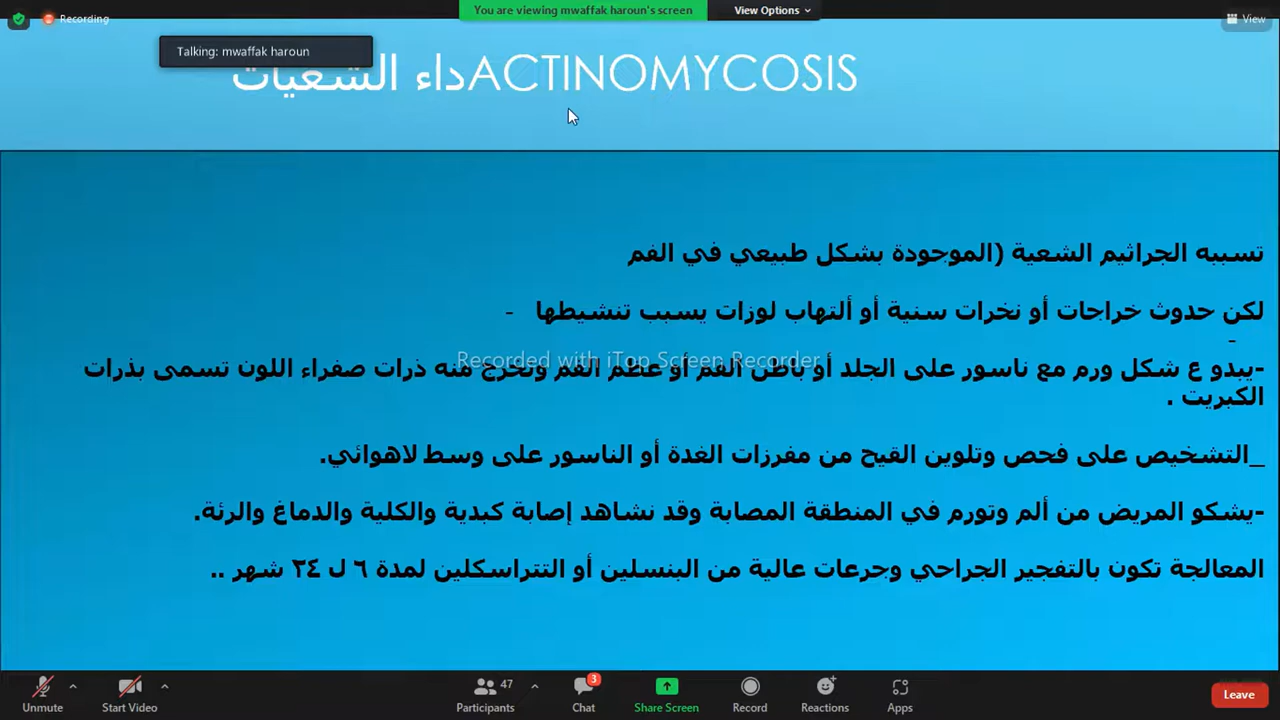 You are viewing mwaffak haroun's screen View Options
Recording
View
Talking: mwaffak haroun
داء الشعيات ACTINOMYCOSIS
تسببه الجراثيم الشعية (الموجودة بشكل طبيعي في الفم
لكن حدوث خراجات أو نخرات سنية أو ألتهاب لوزات يسبب تنشيطها -
-
Recorded with iTop Screen Recorder
-يبدو ع شكل ورم مع ناسور على الجلد أو باطن الفم أو عظم الفم وتخرج منه ذرات صفراء اللون تسمى بذرات
الكبريت .
_التشخيص على فحص وتلوين القيح من مفرزات الغدة أو الناسور على وسط لاهوائي.
-يشكو المريض من ألم وتورم في المنطقة المصابة وقد نشاهد إصابة كبدية والكلية والدماغ والرئة.
المعالجة تكون بالتفجير الجراحي وجرعات عالية من البنسلين أو التتراسكلين لمدة ٦ ل ٢٤ شهر ..
47 3
Unmute Start Video Participants Chat Share Screen Record Reactions Apps Leave